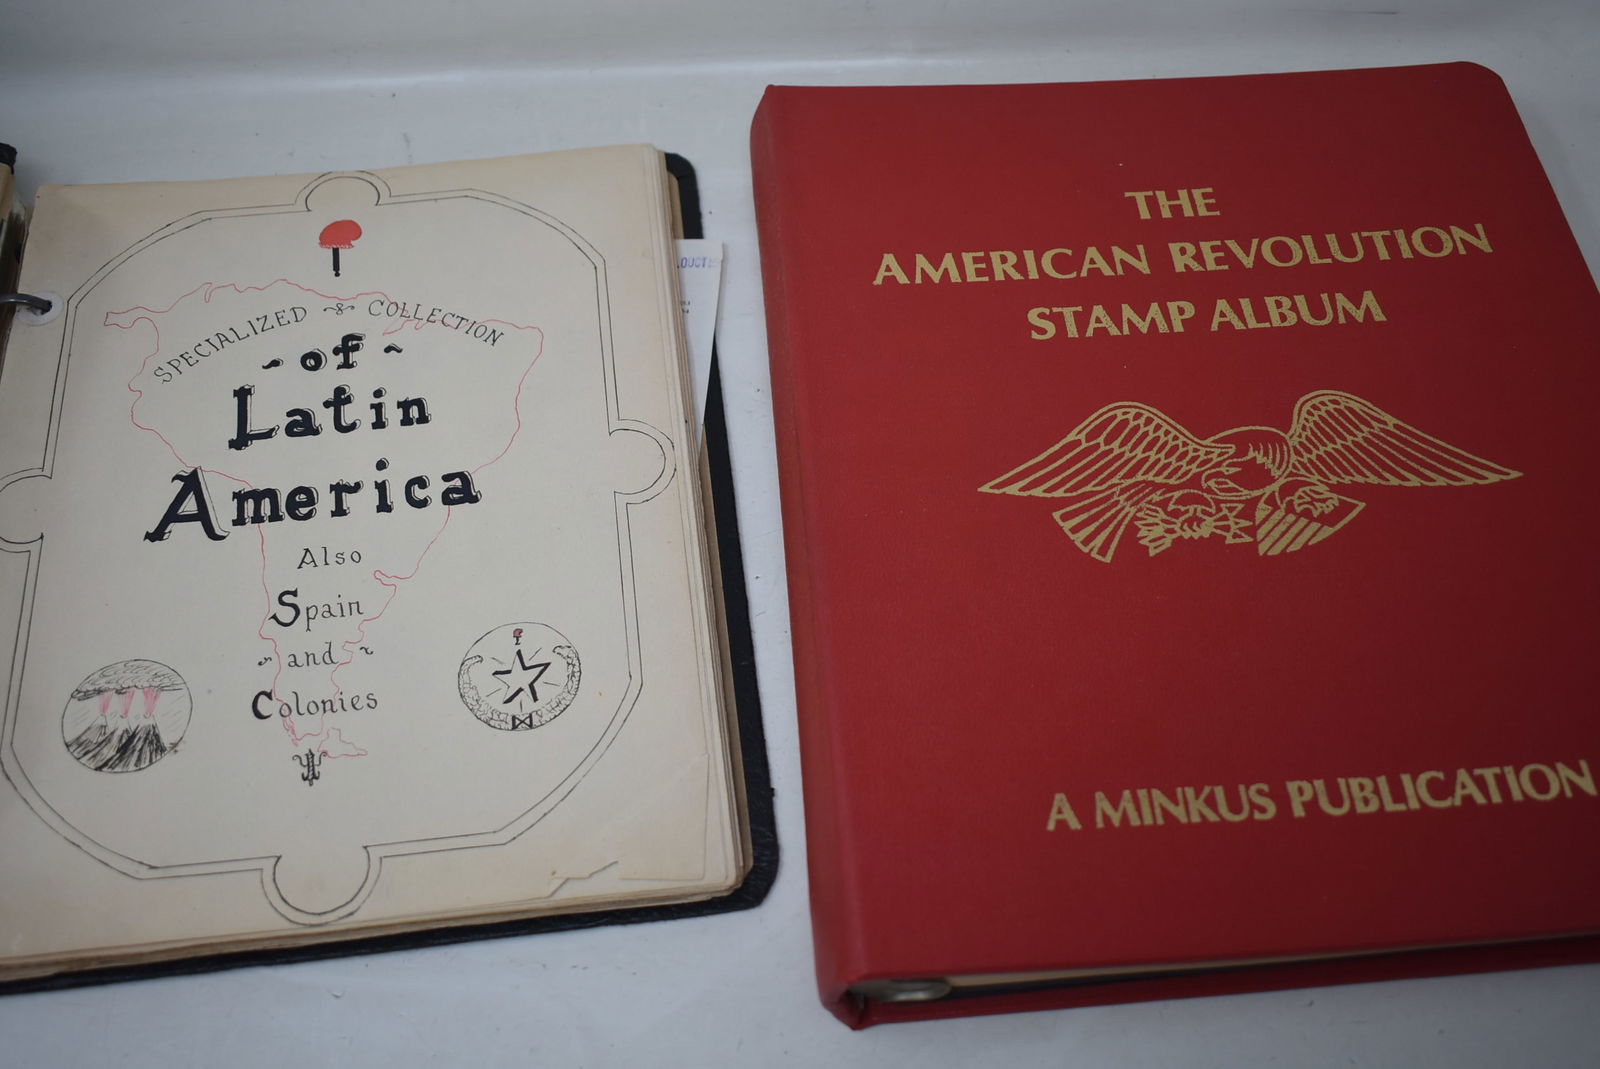 SPECIALIZED & COLLECTION
~ of ~
Latin
America
Also
Spain
~ and ~
Colonies
THE
AMERICAN REVOLUTION
STAMP ALBUM
A MINKUS PUBLICATION